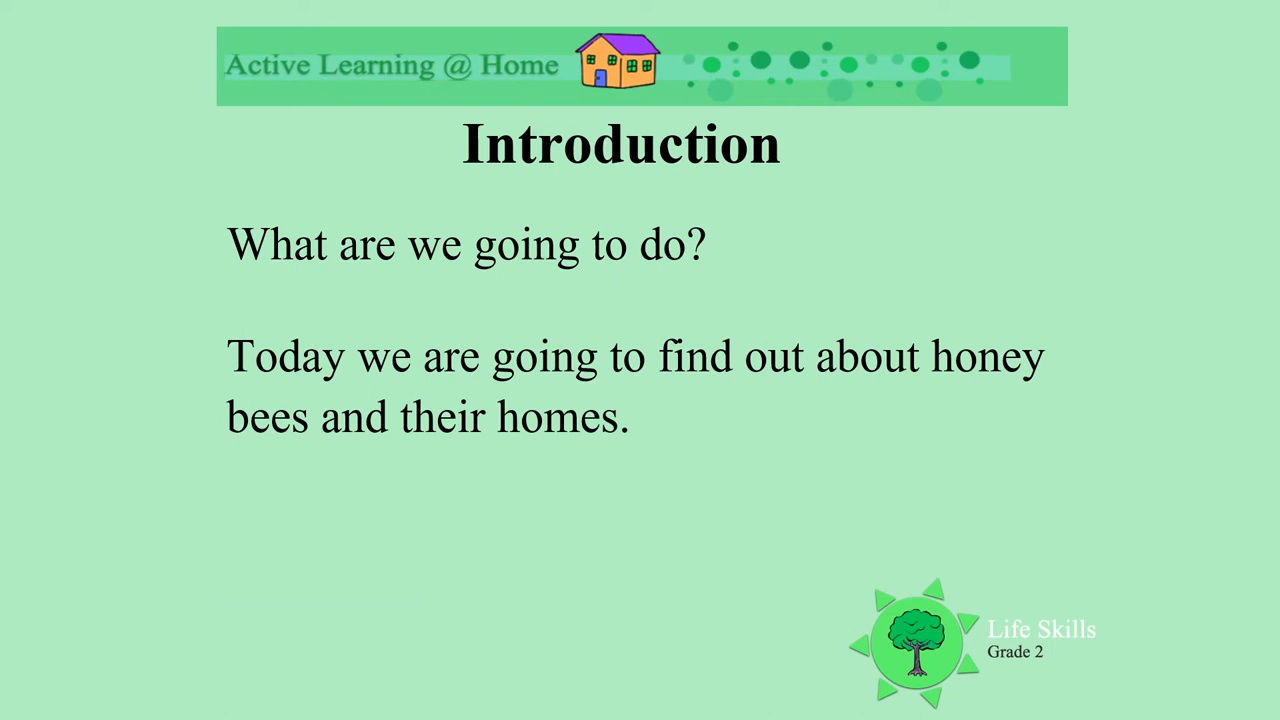 Active Learning @ Home
Introduction
What are we going to do?
Today we are going to find out about honey
bees and their homes.
Life Skills
Grade 2